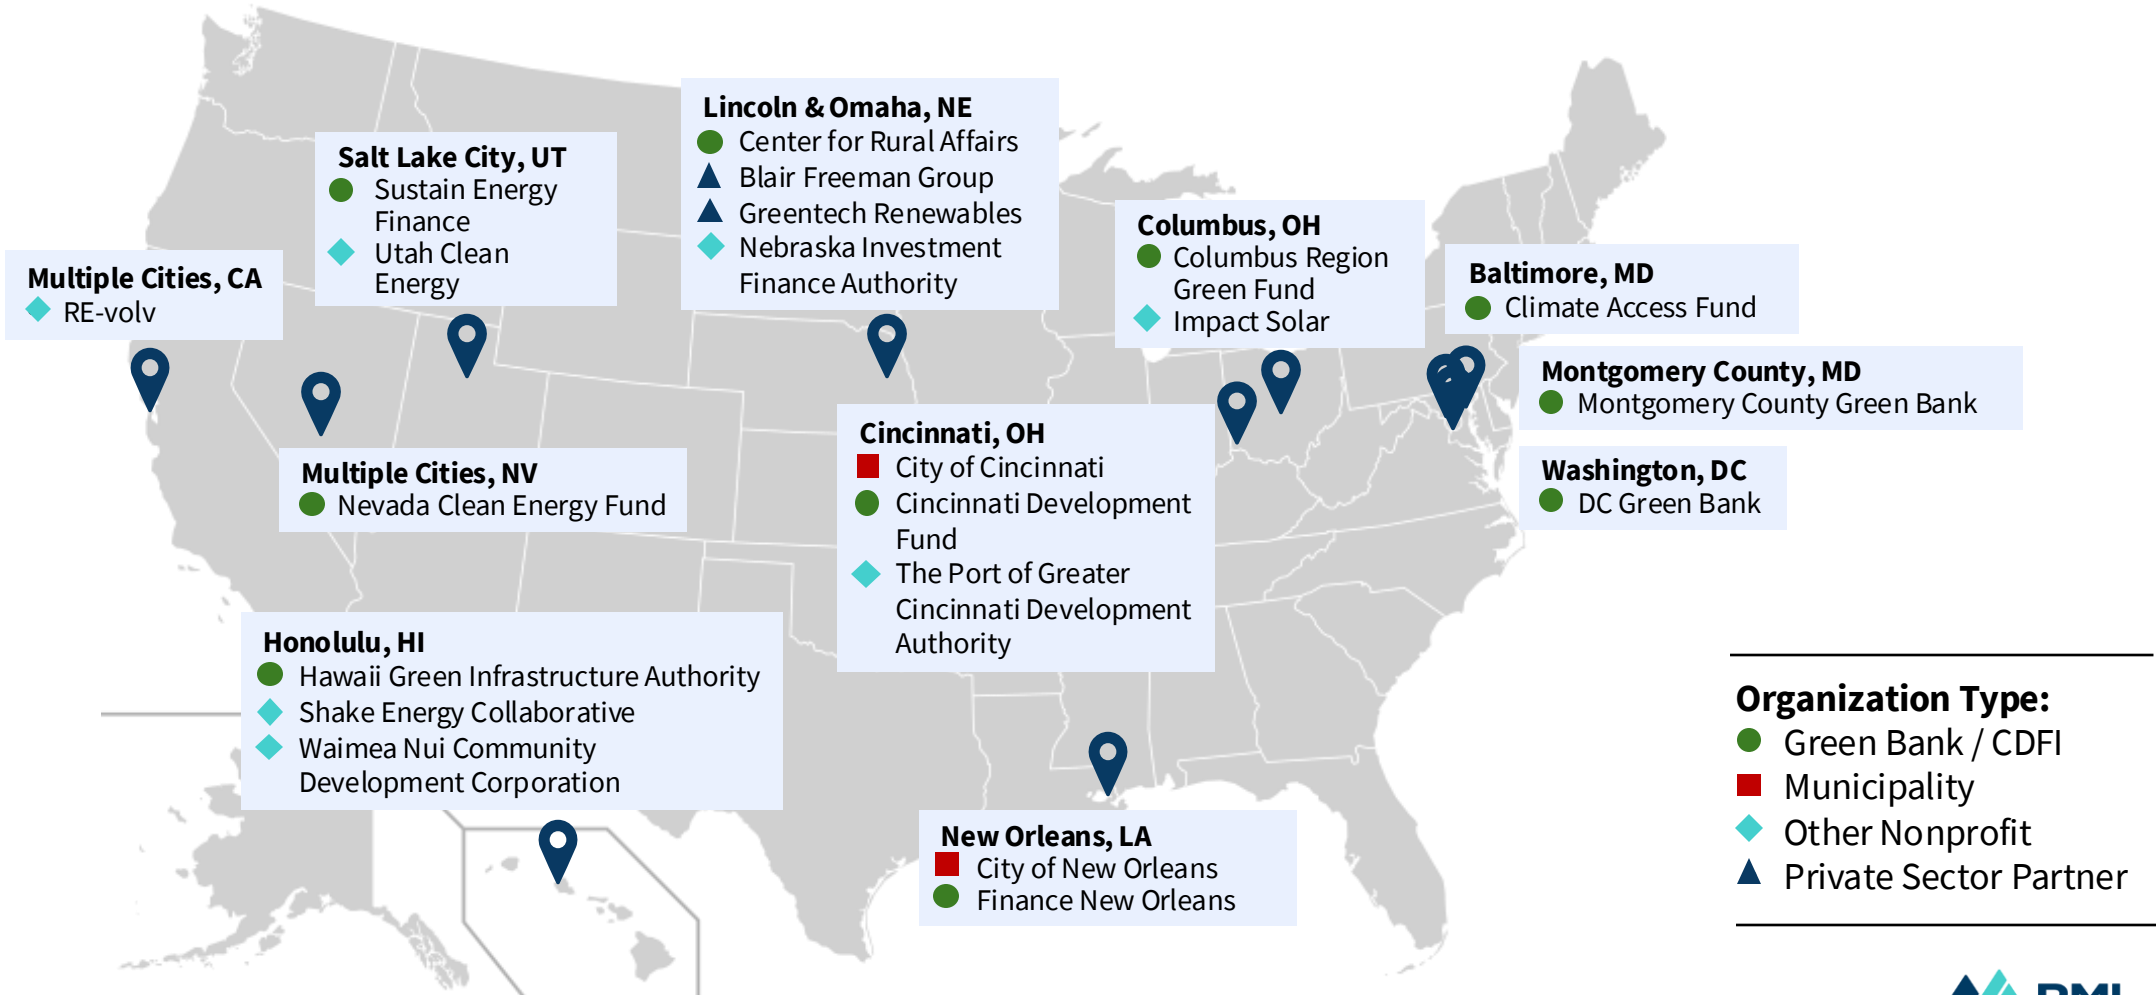 Lincoln & Omaha, NE
Center for Rural Affairs
Blair Freeman Group
Greentech Renewables
Nebraska Investment
Finance Authority
Salt Lake City, UT
Sustain Energy
Finance
Utah Clean
Energy
Columbus, OH
Columbus Region
Green Fund
Impact Solar
Multiple Cities, CA
RE-volv
Baltimore, MD
Climate Access Fund
Montgomery County, MD
Montgomery County Green Bank
Cincinnati, OH
City of Cincinnati
Cincinnati Development
Fund
The Port of Greater
Cincinnati Development
Authority
Multiple Cities, NV
Nevada Clean Energy Fund
Washington, DC
DC Green Bank
Honolulu, HI
Hawaii Green Infrastructure Authority
Shake Energy Collaborative
Waimea Nui Community
Development Corporation
New Orleans, LA
City of New Orleans
Finance New Orleans
Organization Type:
Green Bank / CDFI
Municipality
Other Nonprofit
Private Sector Partner
RMI